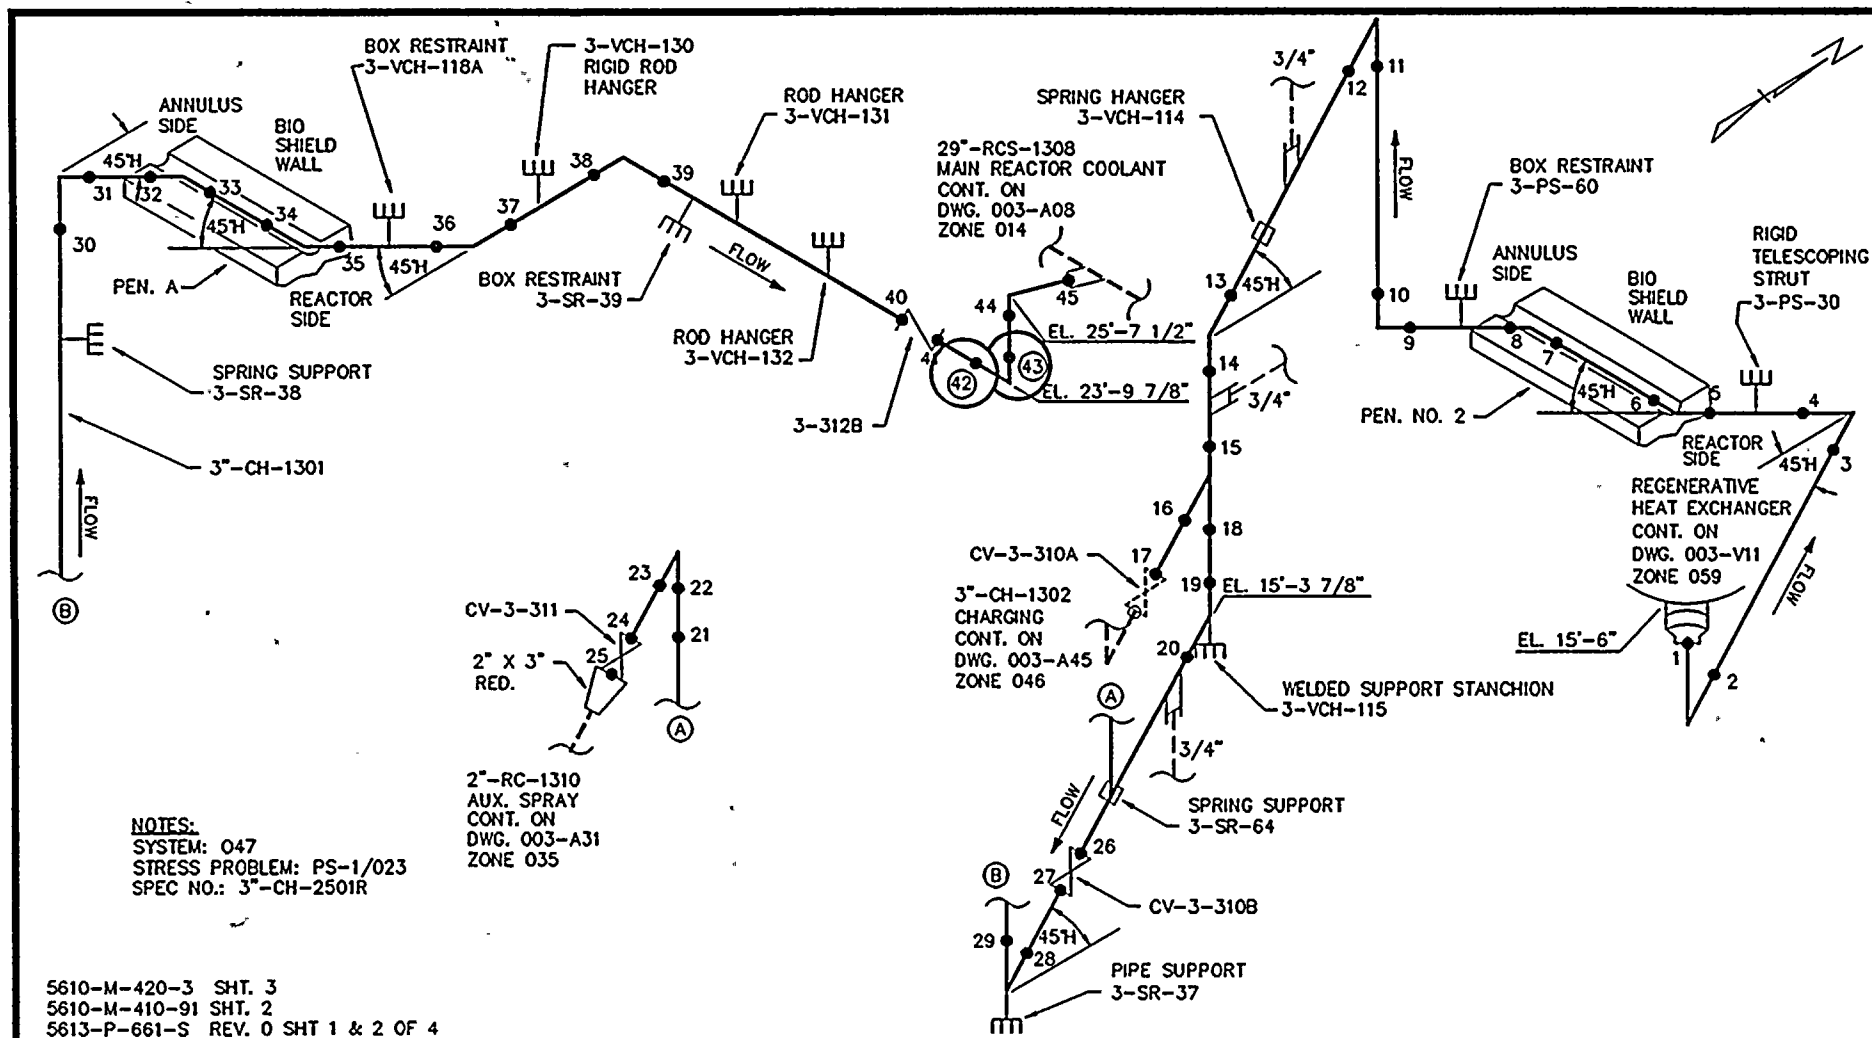 BOX RESTRAINT
3-VCH-118A
3-VCH-130
RIGID ROD
HANGER
ROD HANGER
3-VCH-131
SPRING HANGER
3-VCH-114
3/4"
12
11
N
ANNULUS
SIDE
BIO
SHIELD
WALL
45°H
31
32
33
34
45°H
30
35
36
45°H
37
38
39
PEN. A
REACTOR
SIDE
BOX RESTRAINT
3-SR-39
FLOW
ROD HANGER
3-VCH-132
29"-RCS-1308
MAIN REACTOR COOLANT
CONT. ON
DWG. 003-A08
ZONE 014
40
41
42
43
44
45
EL. 25'-7 1/2"
EL. 23'-9 7/8"
3-312B
SPRING SUPPORT
3-SR-38
3"-CH-1301
FLOW
B
13
45°H
14
3/4"
15
16
17
18
19
EL. 15'-3 7/8"
20
FLOW
10
9
8
7
6
5
4
3
BOX RESTRAINT
3-PS-60
ANNULUS
SIDE
BIO
SHIELD
WALL
RIGID
TELESCOPING
STRUT
3-PS-30
PEN. NO. 2
45°H
REACTOR
SIDE
45°H
REGENERATIVE
HEAT EXCHANGER
CONT. ON
DWG. 003-V11
ZONE 059
FLOW
EL. 15'-6"
1
2
CV-3-310A
3"-CH-1302
CHARGING
CONT. ON
DWG. 003-A45
ZONE 046
WELDED SUPPORT STANCHION
3-VCH-115
3/4"
A
FLOW
SPRING SUPPORT
3-SR-64
26
27
CV-3-310B
B
29
28
45°H
PIPE SUPPORT
3-SR-37
23
22
21
CV-3-311
24
25
2" X 3"
RED.
A
2"-RC-1310
AUX. SPRAY
CONT. ON
DWG. 003-A31
ZONE 035
NOTES:
SYSTEM: 047
STRESS PROBLEM: PS-1/023
SPEC NO.: 3"-CH-2501R
5610-M-420-3 SHT. 3
5610-M-410-91 SHT. 2
5613-P-661-S REV. 0 SHT 1 & 2 OF 4